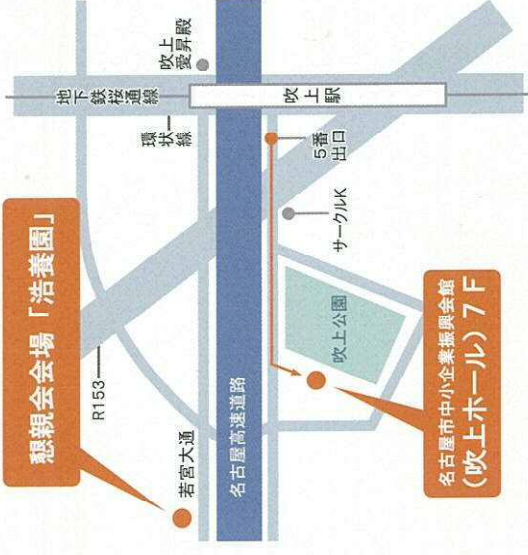 懇親会会場「浩養園」
R153
若宮大通
名古屋高速道路
地下鉄桜通線
環状線
吹上
愛昇殿
吹上駅
5番
出口
サークルK
吹上公園
名古屋市中小企業振興会館
(吹上ホール)7F